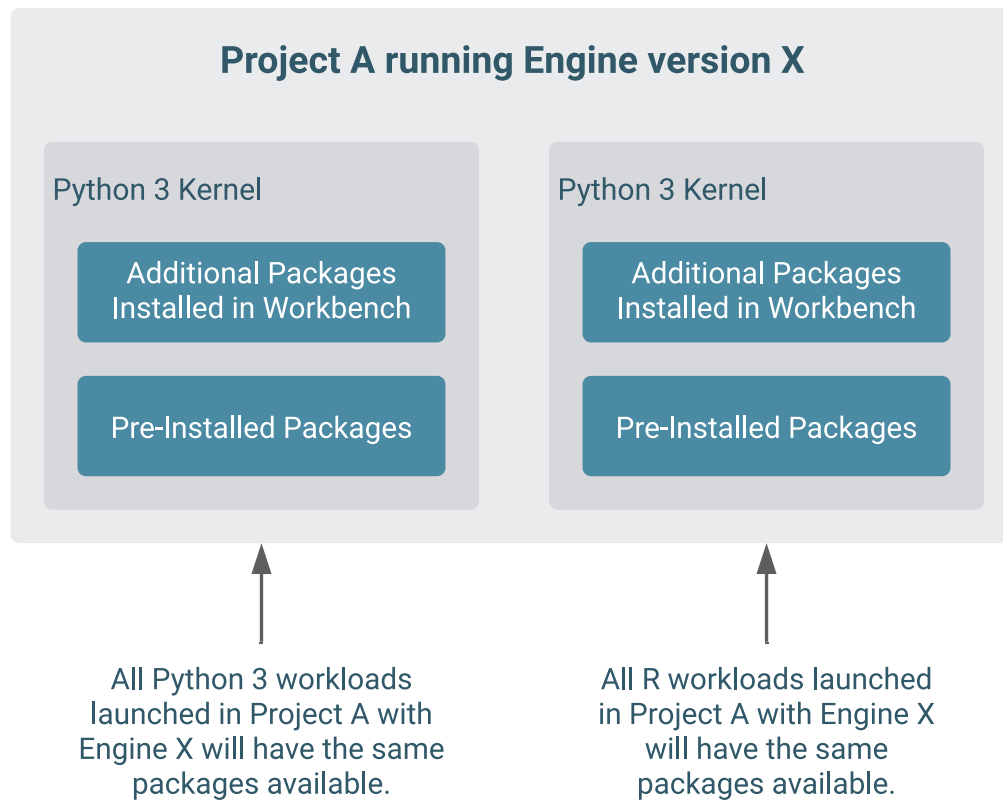 Project A running Engine version X
Python 3 Kernel
Additional Packages
Installed in Workbench
Pre-Installed Packages
Python 3 Kernel
Additional Packages
Installed in Workbench
Pre-Installed Packages
All Python 3 workloads
launched in Project A with
Engine X will have the same
packages available.
All R workloads launched
in Project A with Engine X
will have the same
packages available.